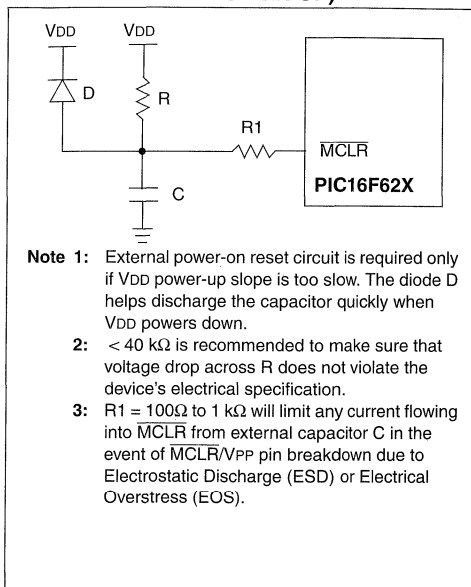 VDD VDD
D
R
R1
MCLR
PIC16F62X
C
Note 1: External power-on reset circuit is required only
if VDD power-up slope is too slow. The diode D
helps discharge the capacitor quickly when
VDD powers down.
2: < 40 kΩ is recommended to make sure that
voltage drop across R does not violate the
device's electrical specification.
3: R1 = 100Ω to 1 kΩ will limit any current flowing
into MCLR from external capacitor C in the
event of MCLR/VPP pin breakdown due to
Electrostatic Discharge (ESD) or Electrical
Overstress (EOS).